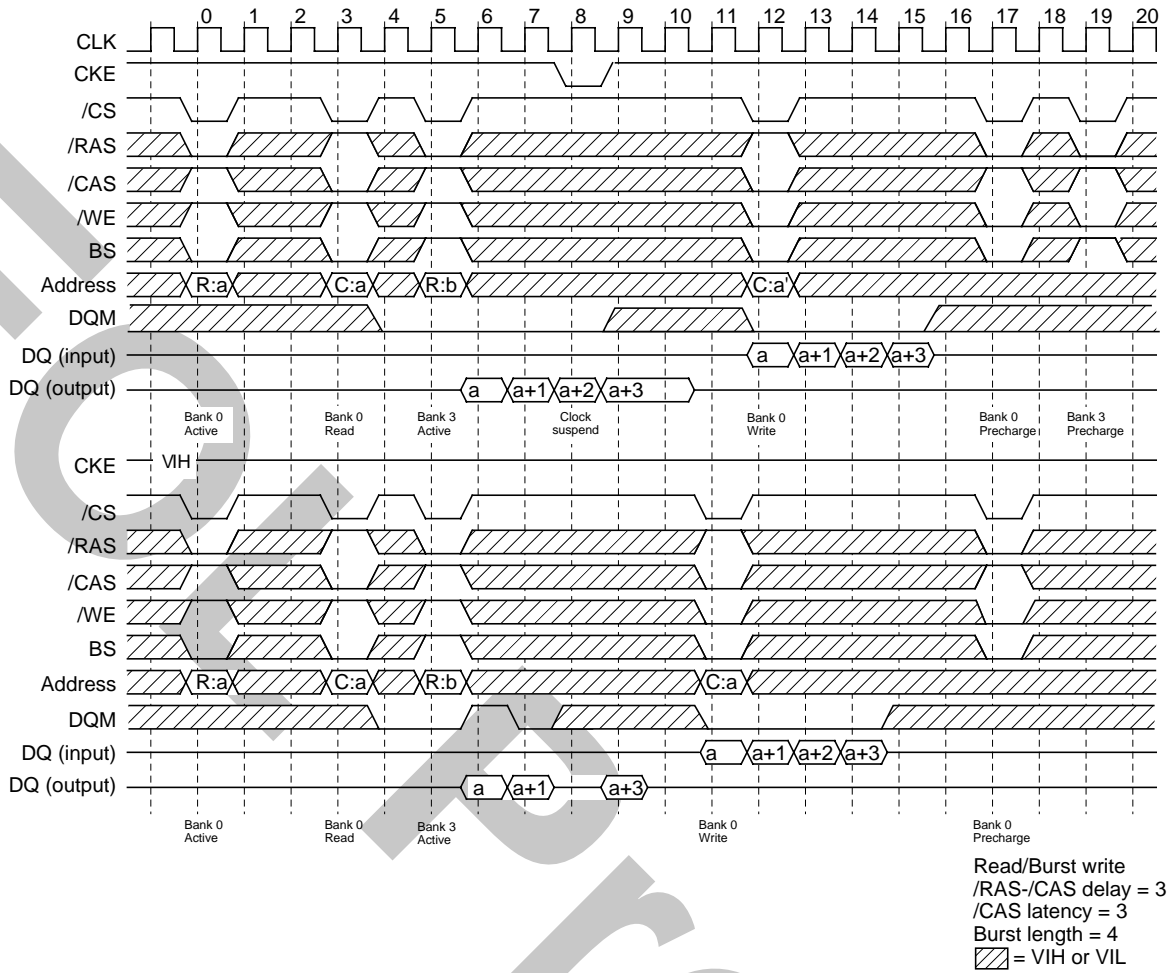 0 1 2 3 4 5 6 7 8 9 10 11 12 13 14 15 16 17 18 19 20
CLK
CKE
/CS
/RAS
/CAS
/WE
BS
Address R:a C:a R:b C:a'
DQM
DQ (input) a a+1 a+2 a+3
DQ (output) a a+1 a+2 a+3
Bank 0 Active Bank 0 Read Bank 3 Active Clock suspend Bank 0 Write Bank 0 Precharge Bank 3 Precharge
CKE VIH
/CS
/RAS
/CAS
/WE
BS
Address R:a C:a R:b C:a
DQM
DQ (input) a a+1 a+2 a+3
DQ (output) a a+1 a+3
Bank 0 Active Bank 0 Read Bank 3 Active Bank 0 Write Bank 0 Precharge
Read/Burst write
/RAS-/CAS delay = 3
/CAS latency = 3
Burst length = 4
= VIH or VIL